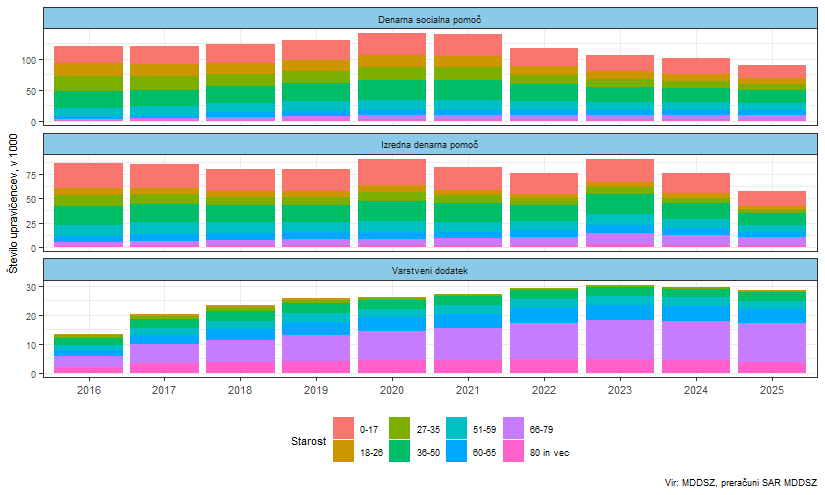 Denarna socialna pomoč
100
50
0
Izredna denarna pomoč
75
50
25
0
Varstveni dodatek
30
20
10
0
Število upravičencev, v 1000
2016 2017 2018 2019 2020 2021 2022 2023 2024 2025
Starost
0-17 27-35 51-59 66-79
18-26 36-50 60-65 80 in vec
Vir: MDDSZ, preračuni SAR MDDSZ